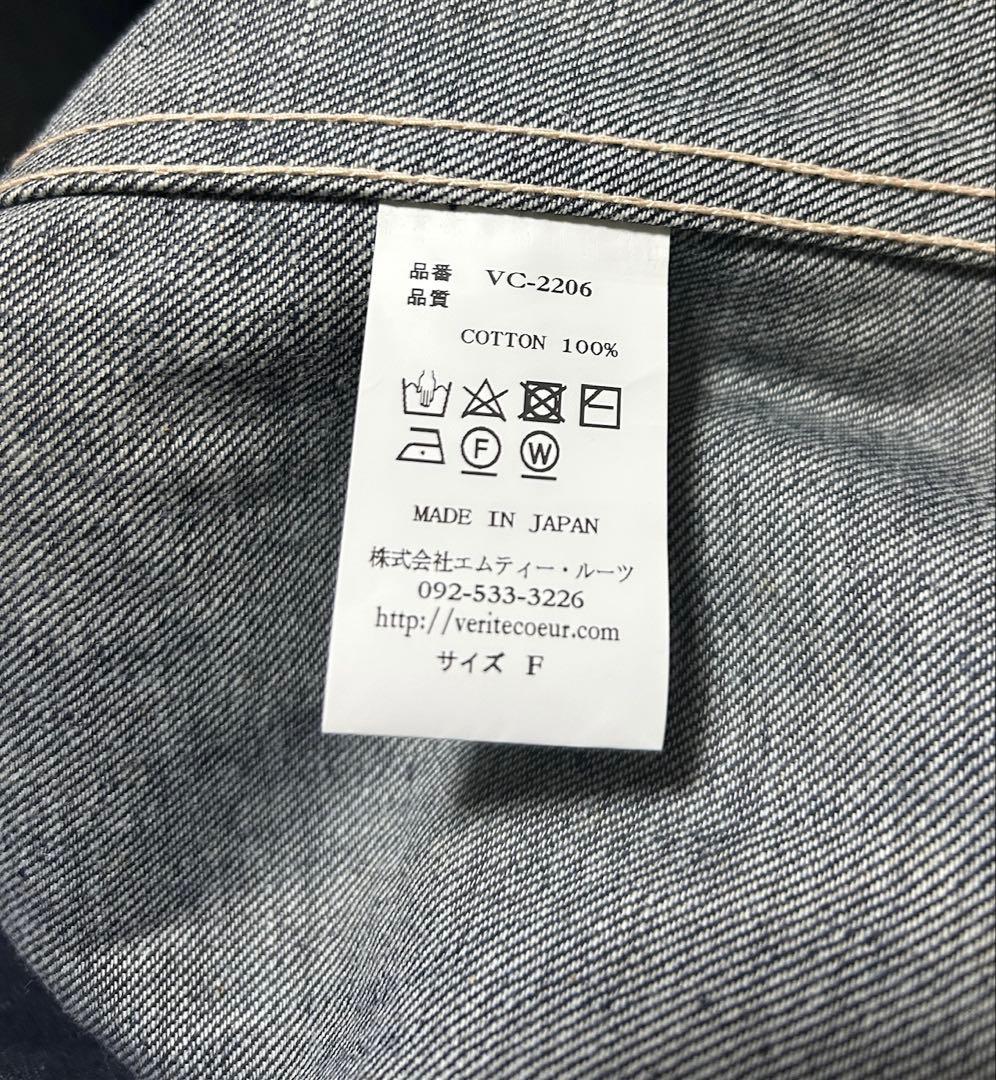 品番 VC-2206
品質
COTTON 100%
F W
MADE IN JAPAN
株式会社エムティー・ルーツ
092-533-3226
http://veritecoeur.com
サイズ F